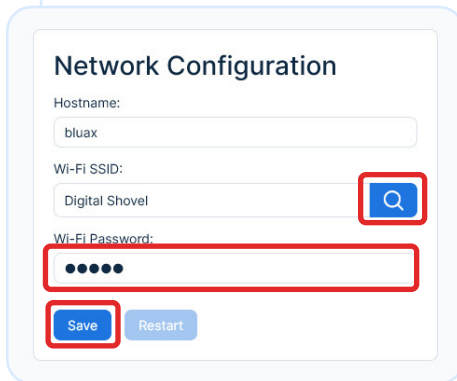 Network Configuration
Hostname:
bluax
Wi-Fi SSID:
Digital Shovel
Wi-Fi Password:
●●●●●
Save Restart